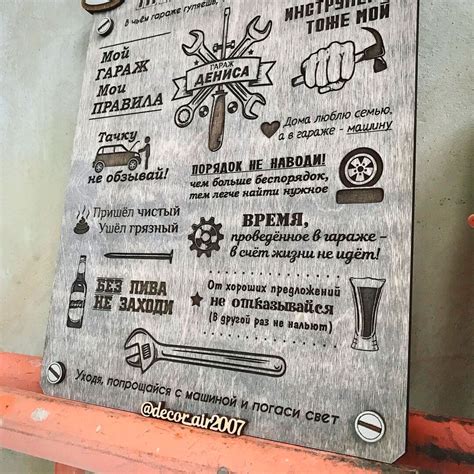 В чьём гараже гуляешь,
ИНСТРУМЕНТ
ТОЖЕ МОЙ
Мой
ГАРАЖ
Мои
ПРАВИЛА
ГАРАЖ
ДЕНИСА
Дома люблю семью,
а в гараже - машину
Тачку
не обзывай!
ПОРЯДОК НЕ НАВОДИ!
чем больше беспорядок,
тем легче найти нужное
Пришёл чистый
Ушёл грязный
ВРЕМЯ,
проведённое в гараже -
в счёт жизни не идёт!
БЕЗ ПИВА
НЕ ЗАХОДИ
От хороших предложений
не отказывайся
(В другой раз не нальют)
Уходя, попрощайся с машиной и погаси свет
@decor_alr2007